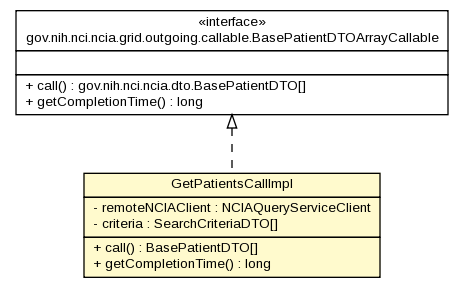 «interface»
gov.nih.nci.ncia.grid.outgoing.callable.BasePatientDTOArrayCallable
+ call() : gov.nih.nci.ncia.dto.BasePatientDTO[]
+ getCompletionTime() : long
GetPatientsCallImpl
- remoteNCIAClient : NCIAQueryServiceClient
- criteria : SearchCriteriaDTO[]
+ call() : BasePatientDTO[]
+ getCompletionTime() : long